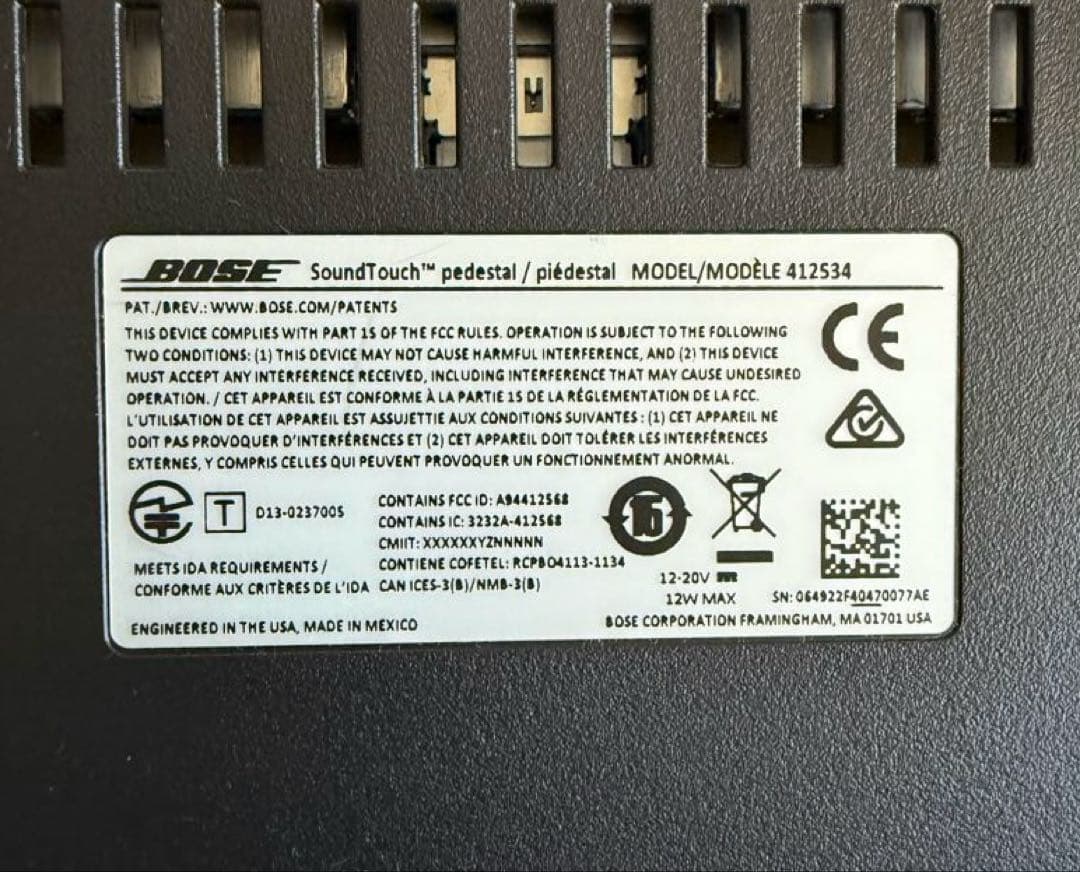 BOSE SoundTouch™ pedestal / piédestal MODEL/MODÈLE 412534
PAT./BREV.: WWW.BOSE.COM/PATENTS
THIS DEVICE COMPLIES WITH PART 15 OF THE FCC RULES. OPERATION IS SUBJECT TO THE FOLLOWING
TWO CONDITIONS: (1) THIS DEVICE MAY NOT CAUSE HARMFUL INTERFERENCE, AND (2) THIS DEVICE
MUST ACCEPT ANY INTERFERENCE RECEIVED, INCLUDING INTERFERENCE THAT MAY CAUSE UNDESIRED
OPERATION. / CET APPAREIL EST CONFORME À LA PARTIE 15 DE LA RÉGLEMENTATION DE LA FCC.
L'UTILISATION DE CET APPAREIL EST ASSUJETTIE AUX CONDITIONS SUIVANTES : (1) CET APPAREIL NE
DOIT PAS PROVOQUER D'INTERFÉRENCES ET (2) CET APPAREIL DOIT TOLÉRER LES INTERFÉRENCES
EXTERNES, Y COMPRIS CELLES QUI PEUVENT PROVOQUER UN FONCTIONNEMENT ANORMAL.
CE
T D13-0237005
CONTAINS FCC ID: A94412568
CONTAINS IC: 3232A-412568
CMIIT: XXXXXXYZNNNNN
CONTIENE COFETEL: RCPBO4113-1134
CAN ICES-3(B)/NMB-3(B)
MEETS IDA REQUIREMENTS /
CONFORME AUX CRITÈRES DE L'IDA
15
12-20V
12W MAX
SN: 064922F40470077AE
ENGINEERED IN THE USA, MADE IN MEXICO
BOSE CORPORATION FRAMINGHAM, MA 01701 USA